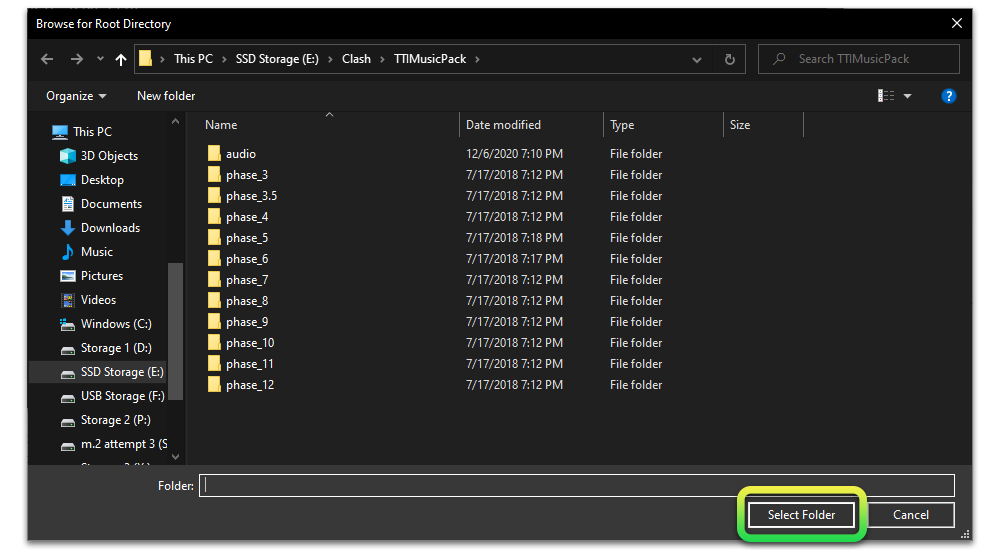 Browse for Root Directory
This PC > SSD Storage (E:) > Clash > TTIMusicPack >
Search TTIMusicPack
Organize
New folder
Name Date modified Type Size
This PC
3D Objects
Desktop
Documents
Downloads
Music
Pictures
Videos
Windows (C:)
Storage 1 (D:)
SSD Storage (E:)
USB Storage (F:)
Storage 2 (P:)
m.2 attempt 3 (S
audio 12/6/2020 7:10 PM File folder
phase_3 7/17/2018 7:12 PM File folder
phase_3.5 7/17/2018 7:12 PM File folder
phase_4 7/17/2018 7:12 PM File folder
phase_5 7/17/2018 7:18 PM File folder
phase_6 7/17/2018 7:17 PM File folder
phase_7 7/17/2018 7:12 PM File folder
phase_8 7/17/2018 7:12 PM File folder
phase_9 7/17/2018 7:12 PM File folder
phase_10 7/17/2018 7:12 PM File folder
phase_11 7/17/2018 7:12 PM File folder
phase_12 7/17/2018 7:12 PM File folder
Folder:
Select Folder
Cancel